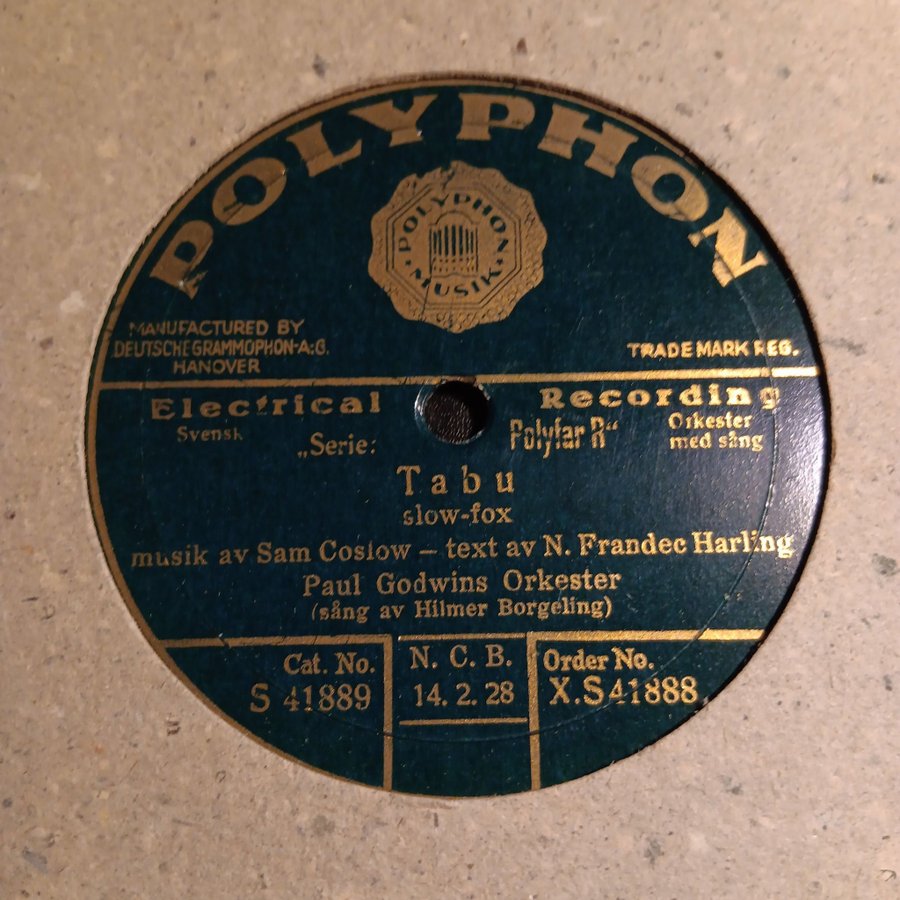 POLYPHON
POLYPHON
MUSIK
MANUFACTURED BY
DEUTSCHE GRAMMOPHON-A:G.
HANOVER
TRADE MARK REG.
Electrical Recording
Svensk „Serie: Polyfar R“ Orkester
med sång
Tabu
slow-fox
musik av Sam Coslow – text av N. Frandec Harling
Paul Godwins Orkester
(sång av Hilmer Borgeling)
Cat. No.
S 41889
N. C. B.
14. 2. 28
Order No.
X.S 41888